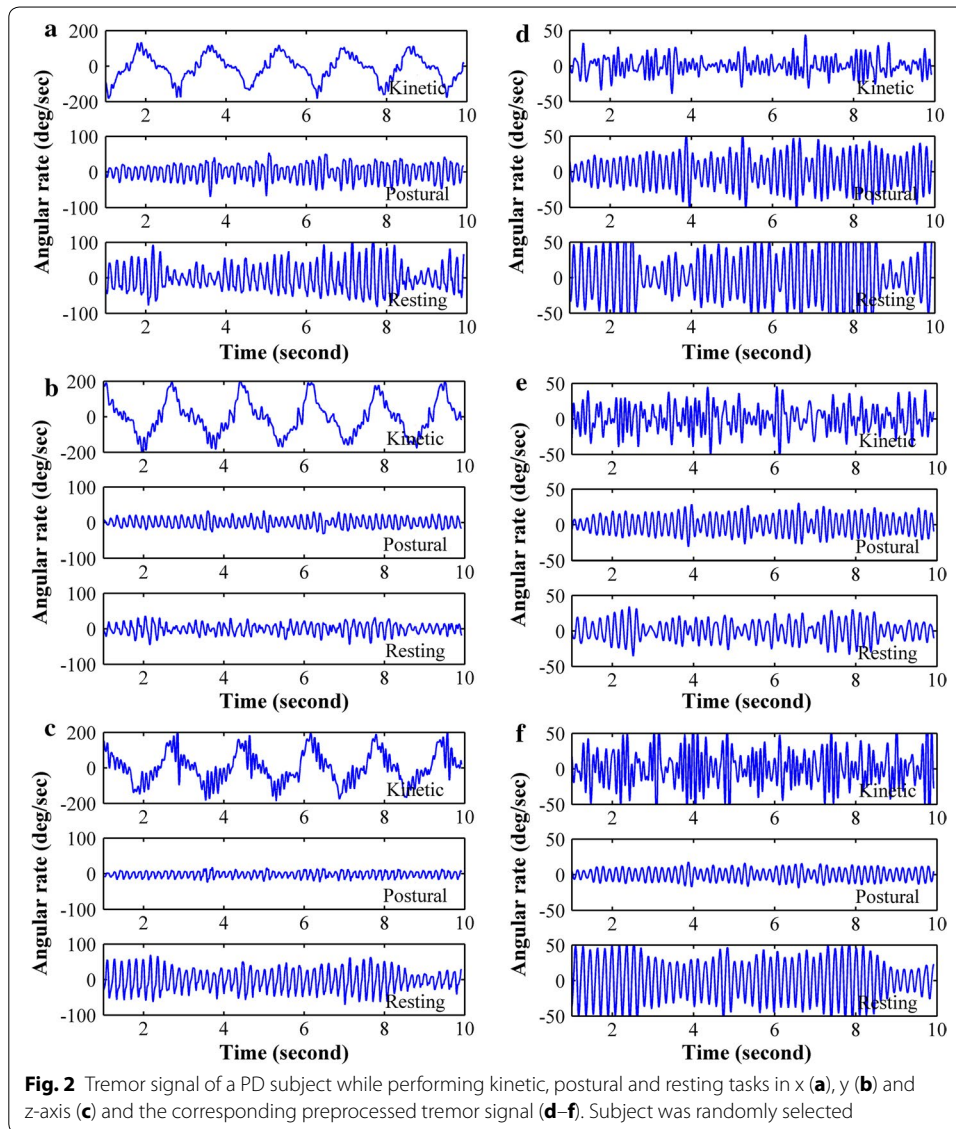 a
Angular rate (deg/sec)
200
0
-200
Kinetic
2 4 6 8 10
100
0
-100
Postural
2 4 6 8 10
100
0
-100
Resting
2 4 6 8 10
Time (second)
d
Angular rate (deg/sec)
50
0
-50
Kinetic
2 4 6 8 10
50
0
-50
Postural
2 4 6 8 10
50
0
-50
Resting
2 4 6 8 10
Time (second)
b
Angular rate (deg/sec)
200
0
-200
Kinetic
2 4 6 8 10
100
0
-100
Postural
2 4 6 8 10
100
0
-100
Resting
2 4 6 8 10
Time (second)
e
Angular rate (deg/sec)
50
0
-50
Kinetic
2 4 6 8 10
50
0
-50
Postural
2 4 6 8 10
50
0
-50
Resting
2 4 6 8 10
Time (second)
c
Angular rate (deg/sec)
200
0
-200
Kinetic
2 4 6 8 10
100
0
-100
Postural
2 4 6 8 10
100
0
-100
Resting
2 4 6 8 10
Time (second)
f
Angular rate (deg/sec)
50
0
-50
Kinetic
2 4 6 8 10
50
0
-50
Postural
2 4 6 8 10
50
0
-50
Resting
2 4 6 8 10
Time (second)
Fig. 2 Tremor signal of a PD subject while performing kinetic, postural and resting tasks in x (a), y (b) and
z-axis (c) and the corresponding preprocessed tremor signal (d–f). Subject was randomly selected